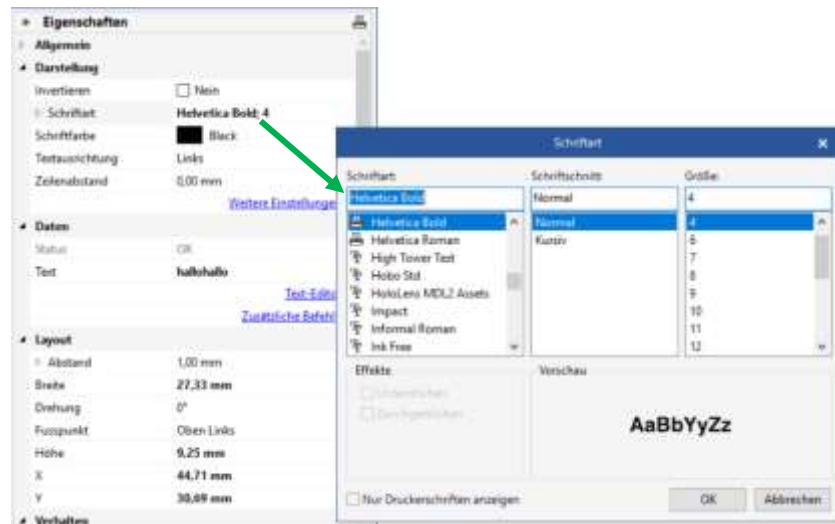 Eigenschaften
Allgemein
Darstellung
Invertieren Nein
Schriftart Helvetica Bold; 4
Schriftfarbe Black
Textausrichtung Links
Zeilenabstand 0,00 mm
Weitere Einstellunge
Daten
Status OK
Text hallohallo
Text-Edito
Zusätzliche Befehl
Layout
Abstand 1,00 mm
Breite 27,33 mm
Drehung 0°
Fusspunkt Oben Links
Höhe 9,25 mm
X 44,71 mm
Y 30,69 mm
Verhalten
Schriftart
Schriftart: Schriftschnitt: Größe:
Helvetica Bold Normal 4
Helvetica Bold Normal 4
Helvetica Roman Kursiv 6
High Tower Text 7
Hobo Std 8
HoloLens MDL2 Assets 9
Impact 10
Informal Roman 11
Ink Free 12
Effekte Vorschau
Unterstrichen
Durchgestrichen
AaBbYyZz
Nur Druckerschriften anzeigen OK Abbrechen